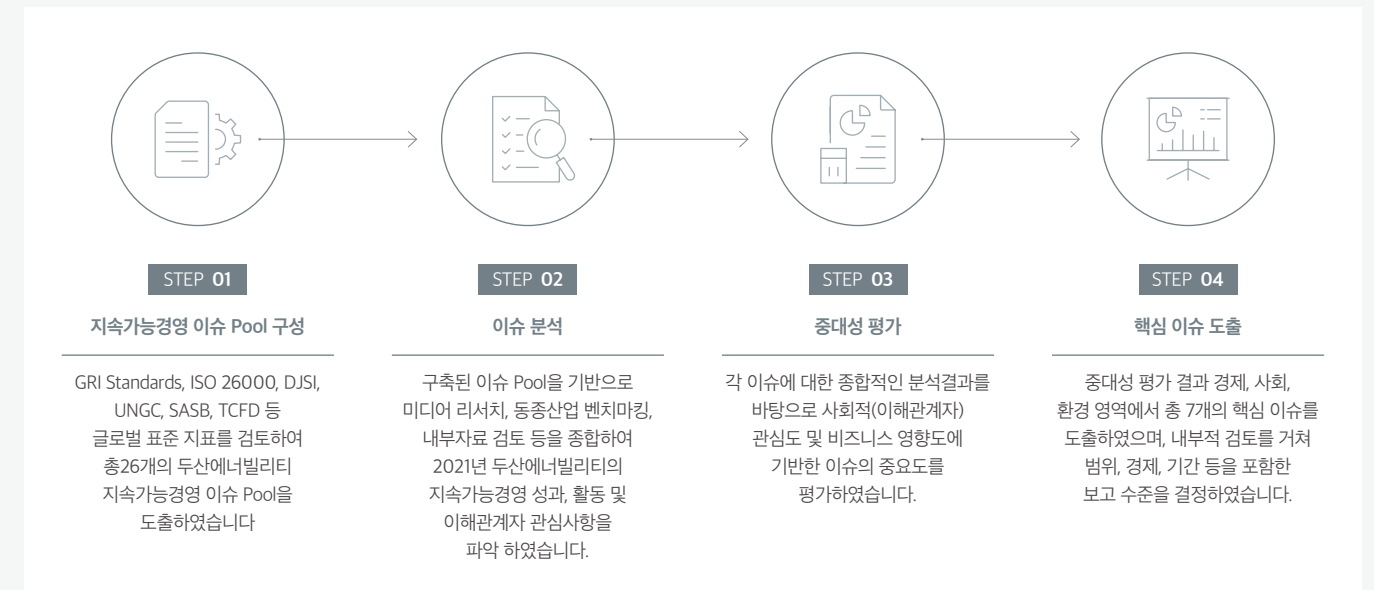 STEP 01
지속가능경영 이슈 Pool 구성
GRI Standards, ISO 26000, DJSI,
UNGC, SASB, TCFD 등
글로벌 표준 지표를 검토하여
총26개의 두산에너빌리티
지속가능경영 이슈 Pool을
도출하였습니다
STEP 02
이슈 분석
구축된 이슈 Pool을 기반으로
미디어 리서치, 동종산업 벤치마킹,
내부자료 검토 등을 종합하여
2021년 두산에너빌리티의
지속가능경영 성과, 활동 및
이해관계자 관심사항을
파악 하였습니다.
STEP 03
중대성 평가
각 이슈에 대한 종합적인 분석결과를
바탕으로 사회적(이해관계자)
관심도 및 비즈니스 영향도에
기반한 이슈의 중요도를
평가하였습니다.
STEP 04
핵심 이슈 도출
중대성 평가 결과 경제, 사회,
환경 영역에서 총 7개의 핵심 이슈를
도출하였으며, 내부적 검토를 거쳐
범위, 경제, 기간 등을 포함한
보고 수준을 결정하였습니다.